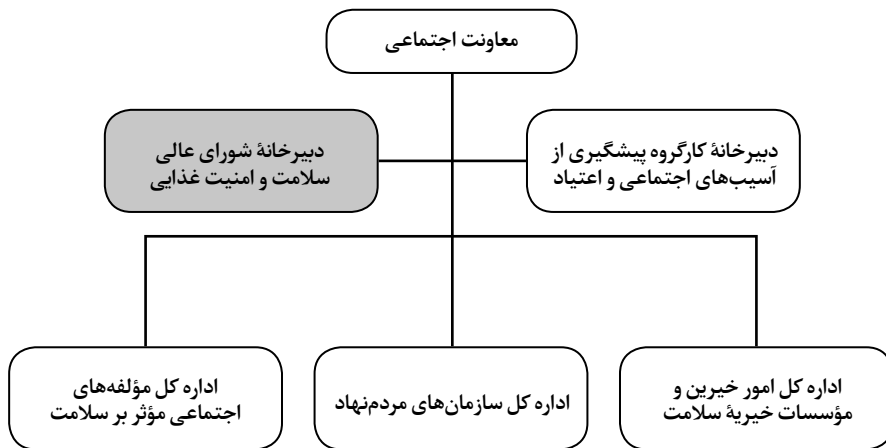 معاونت اجتماعی
دبیرخانهٔ کارگروه پیشگیری از
آسیب‌های اجتماعی و اعتیاد
دبیرخانهٔ شورای عالی
سلامت و امنیت غذایی
اداره کل امور خیرین و
مؤسسات خیریهٔ سلامت
اداره کل سازمان‌های مردم‌نهاد
اداره کل مؤلفه‌های
اجتماعی مؤثر بر سلامت